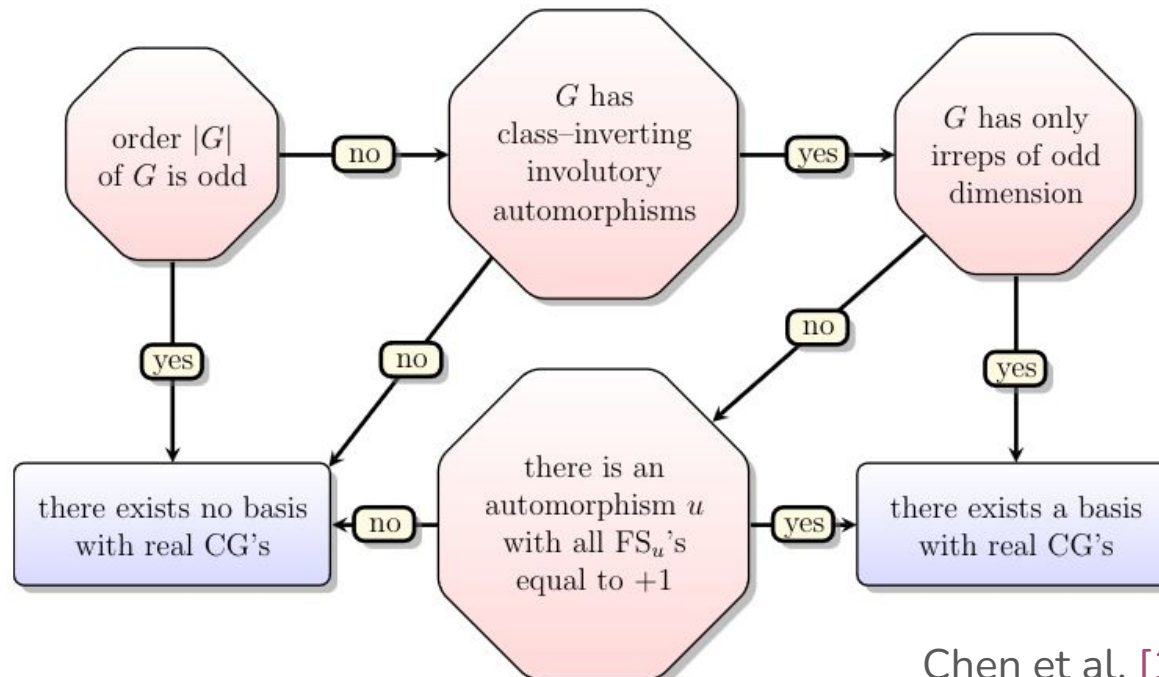 order |G|
of G is odd
no
G has
class–inverting
involutory
automorphisms
yes
G has only
irreps of odd
dimension
yes
no
no
yes
there exists no basis
with real CG's
no
there is an
automorphism u
with all FSᵤ's
equal to +1
yes
there exists a basis
with real CG's
Chen et al.